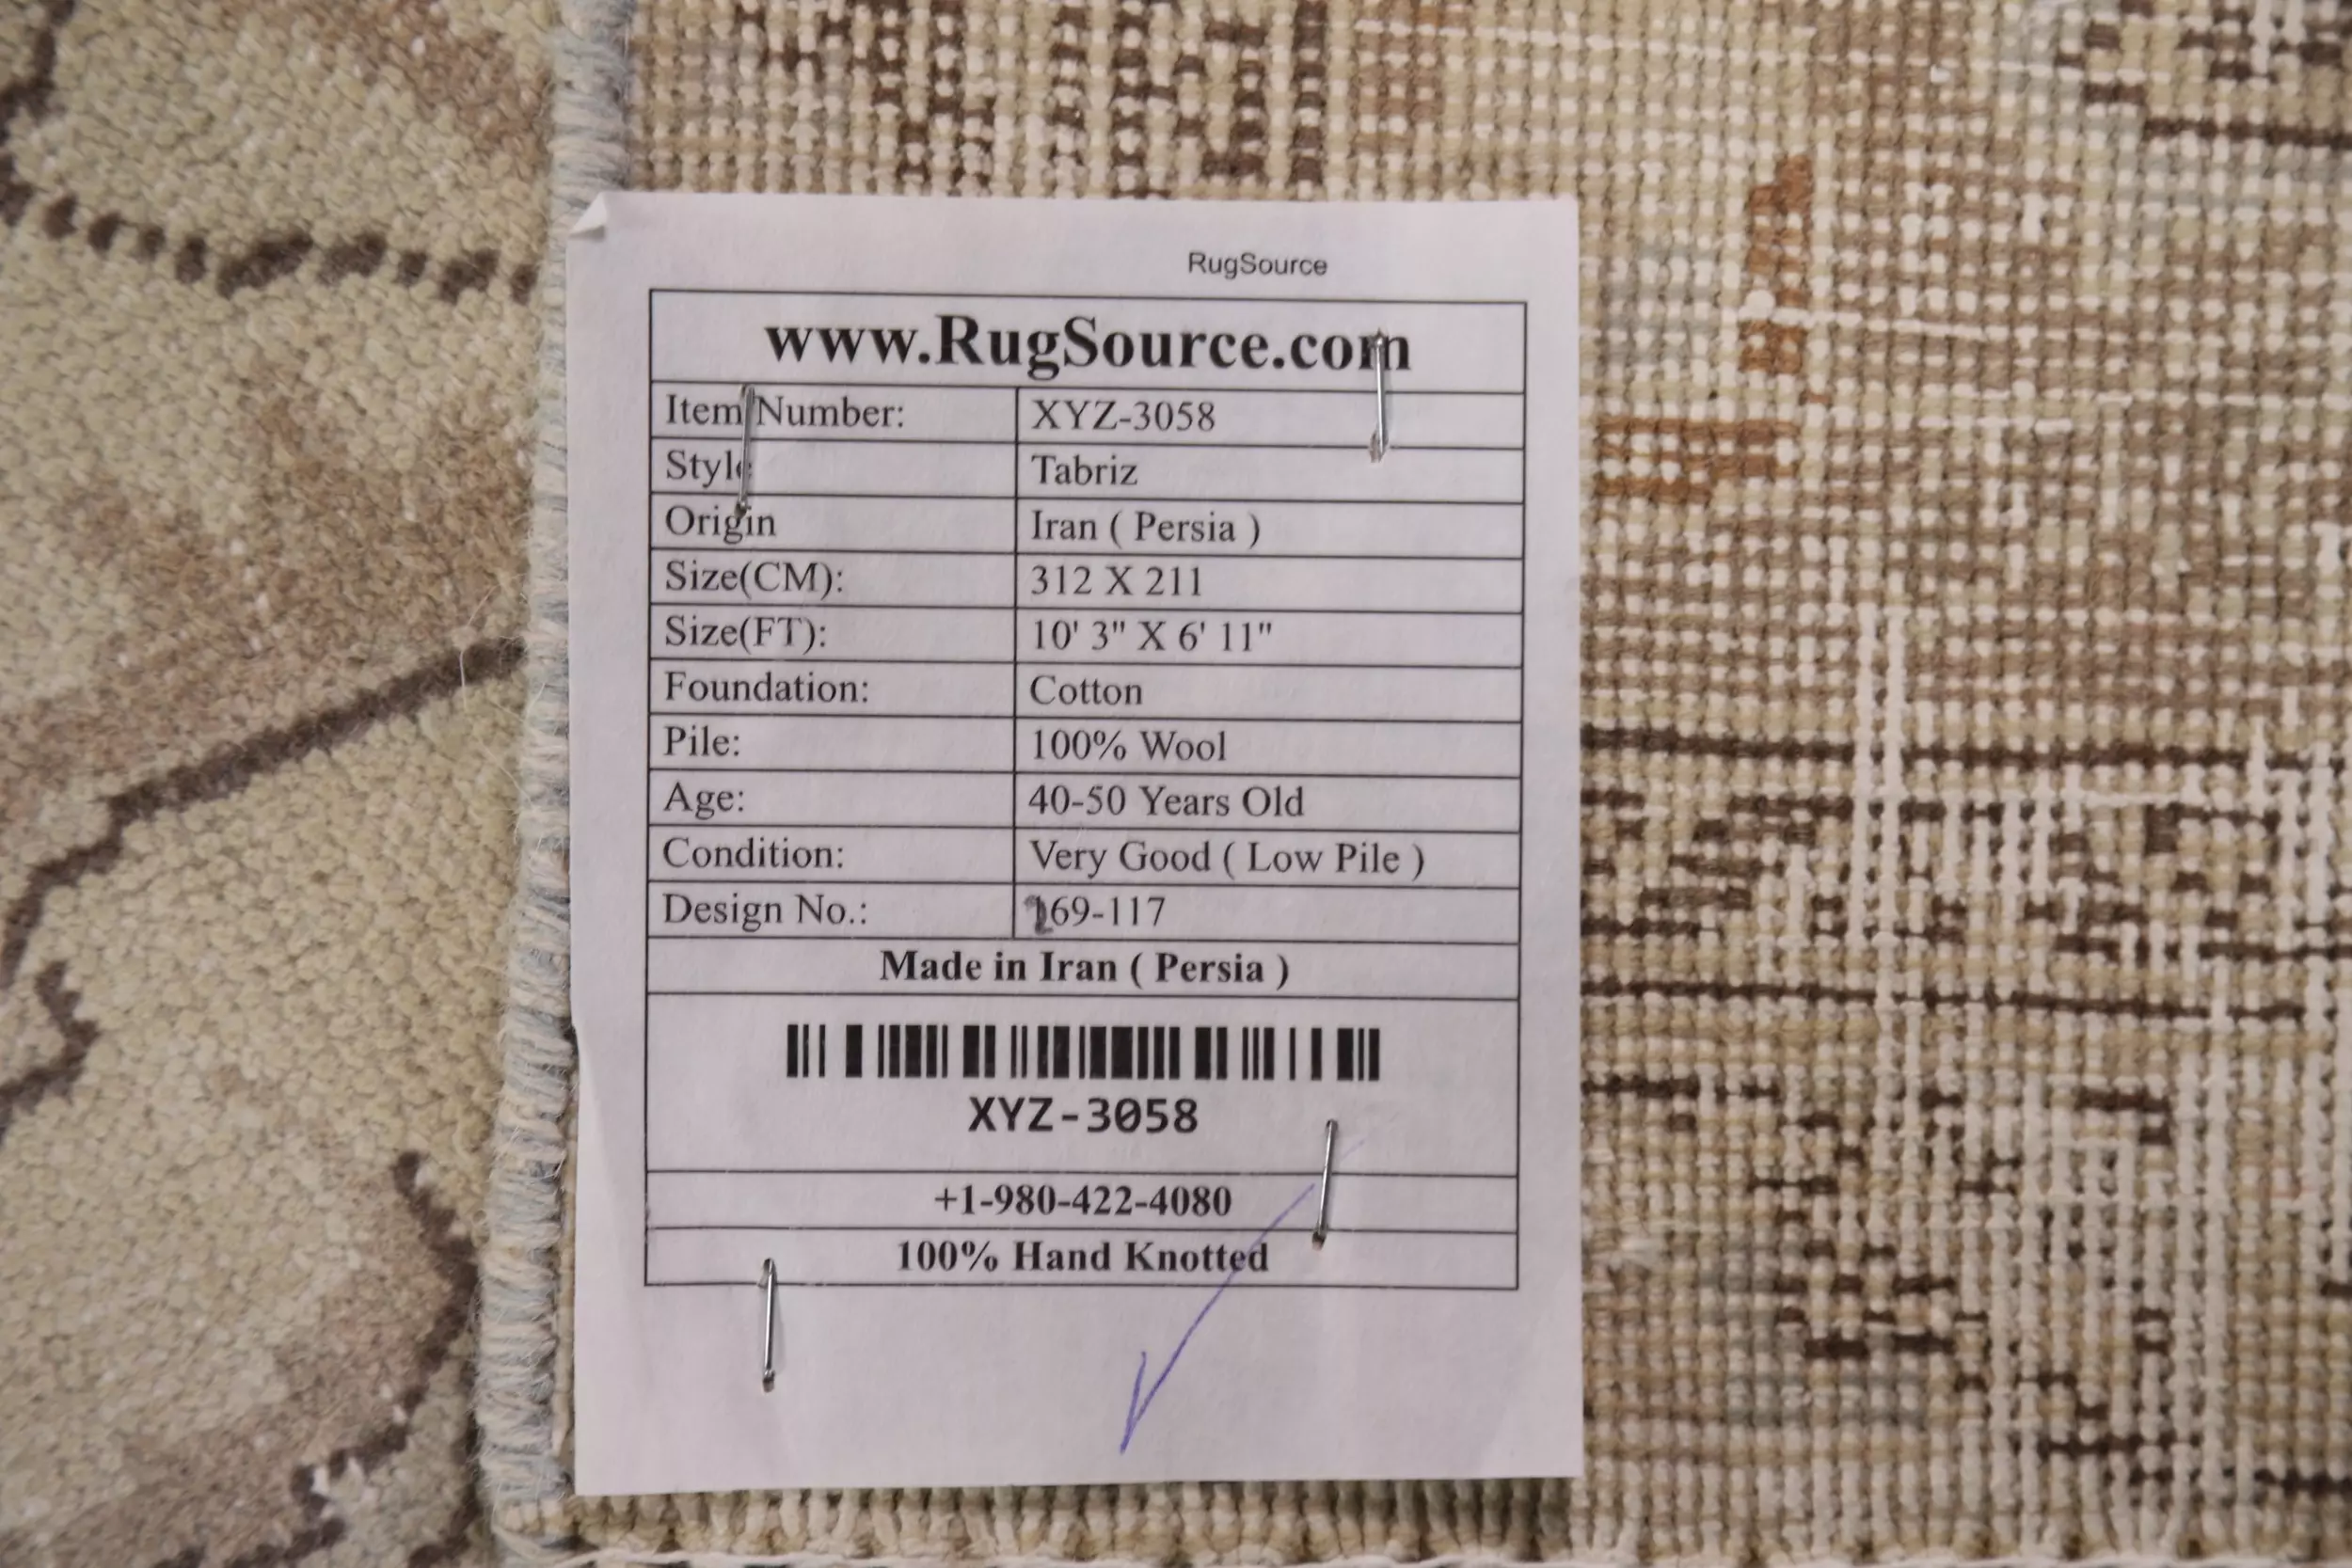 RugSource
www.RugSource.com
Item Number: XYZ-3058
Style Tabriz
Origin Iran ( Persia )
Size(CM): 312 X 211
Size(FT): 10' 3" X 6' 11"
Foundation: Cotton
Pile: 100% Wool
Age: 40-50 Years Old
Condition: Very Good ( Low Pile )
Design No.: 169-117
Made in Iran ( Persia )
XYZ-3058
+1-980-422-4080
100% Hand Knotted